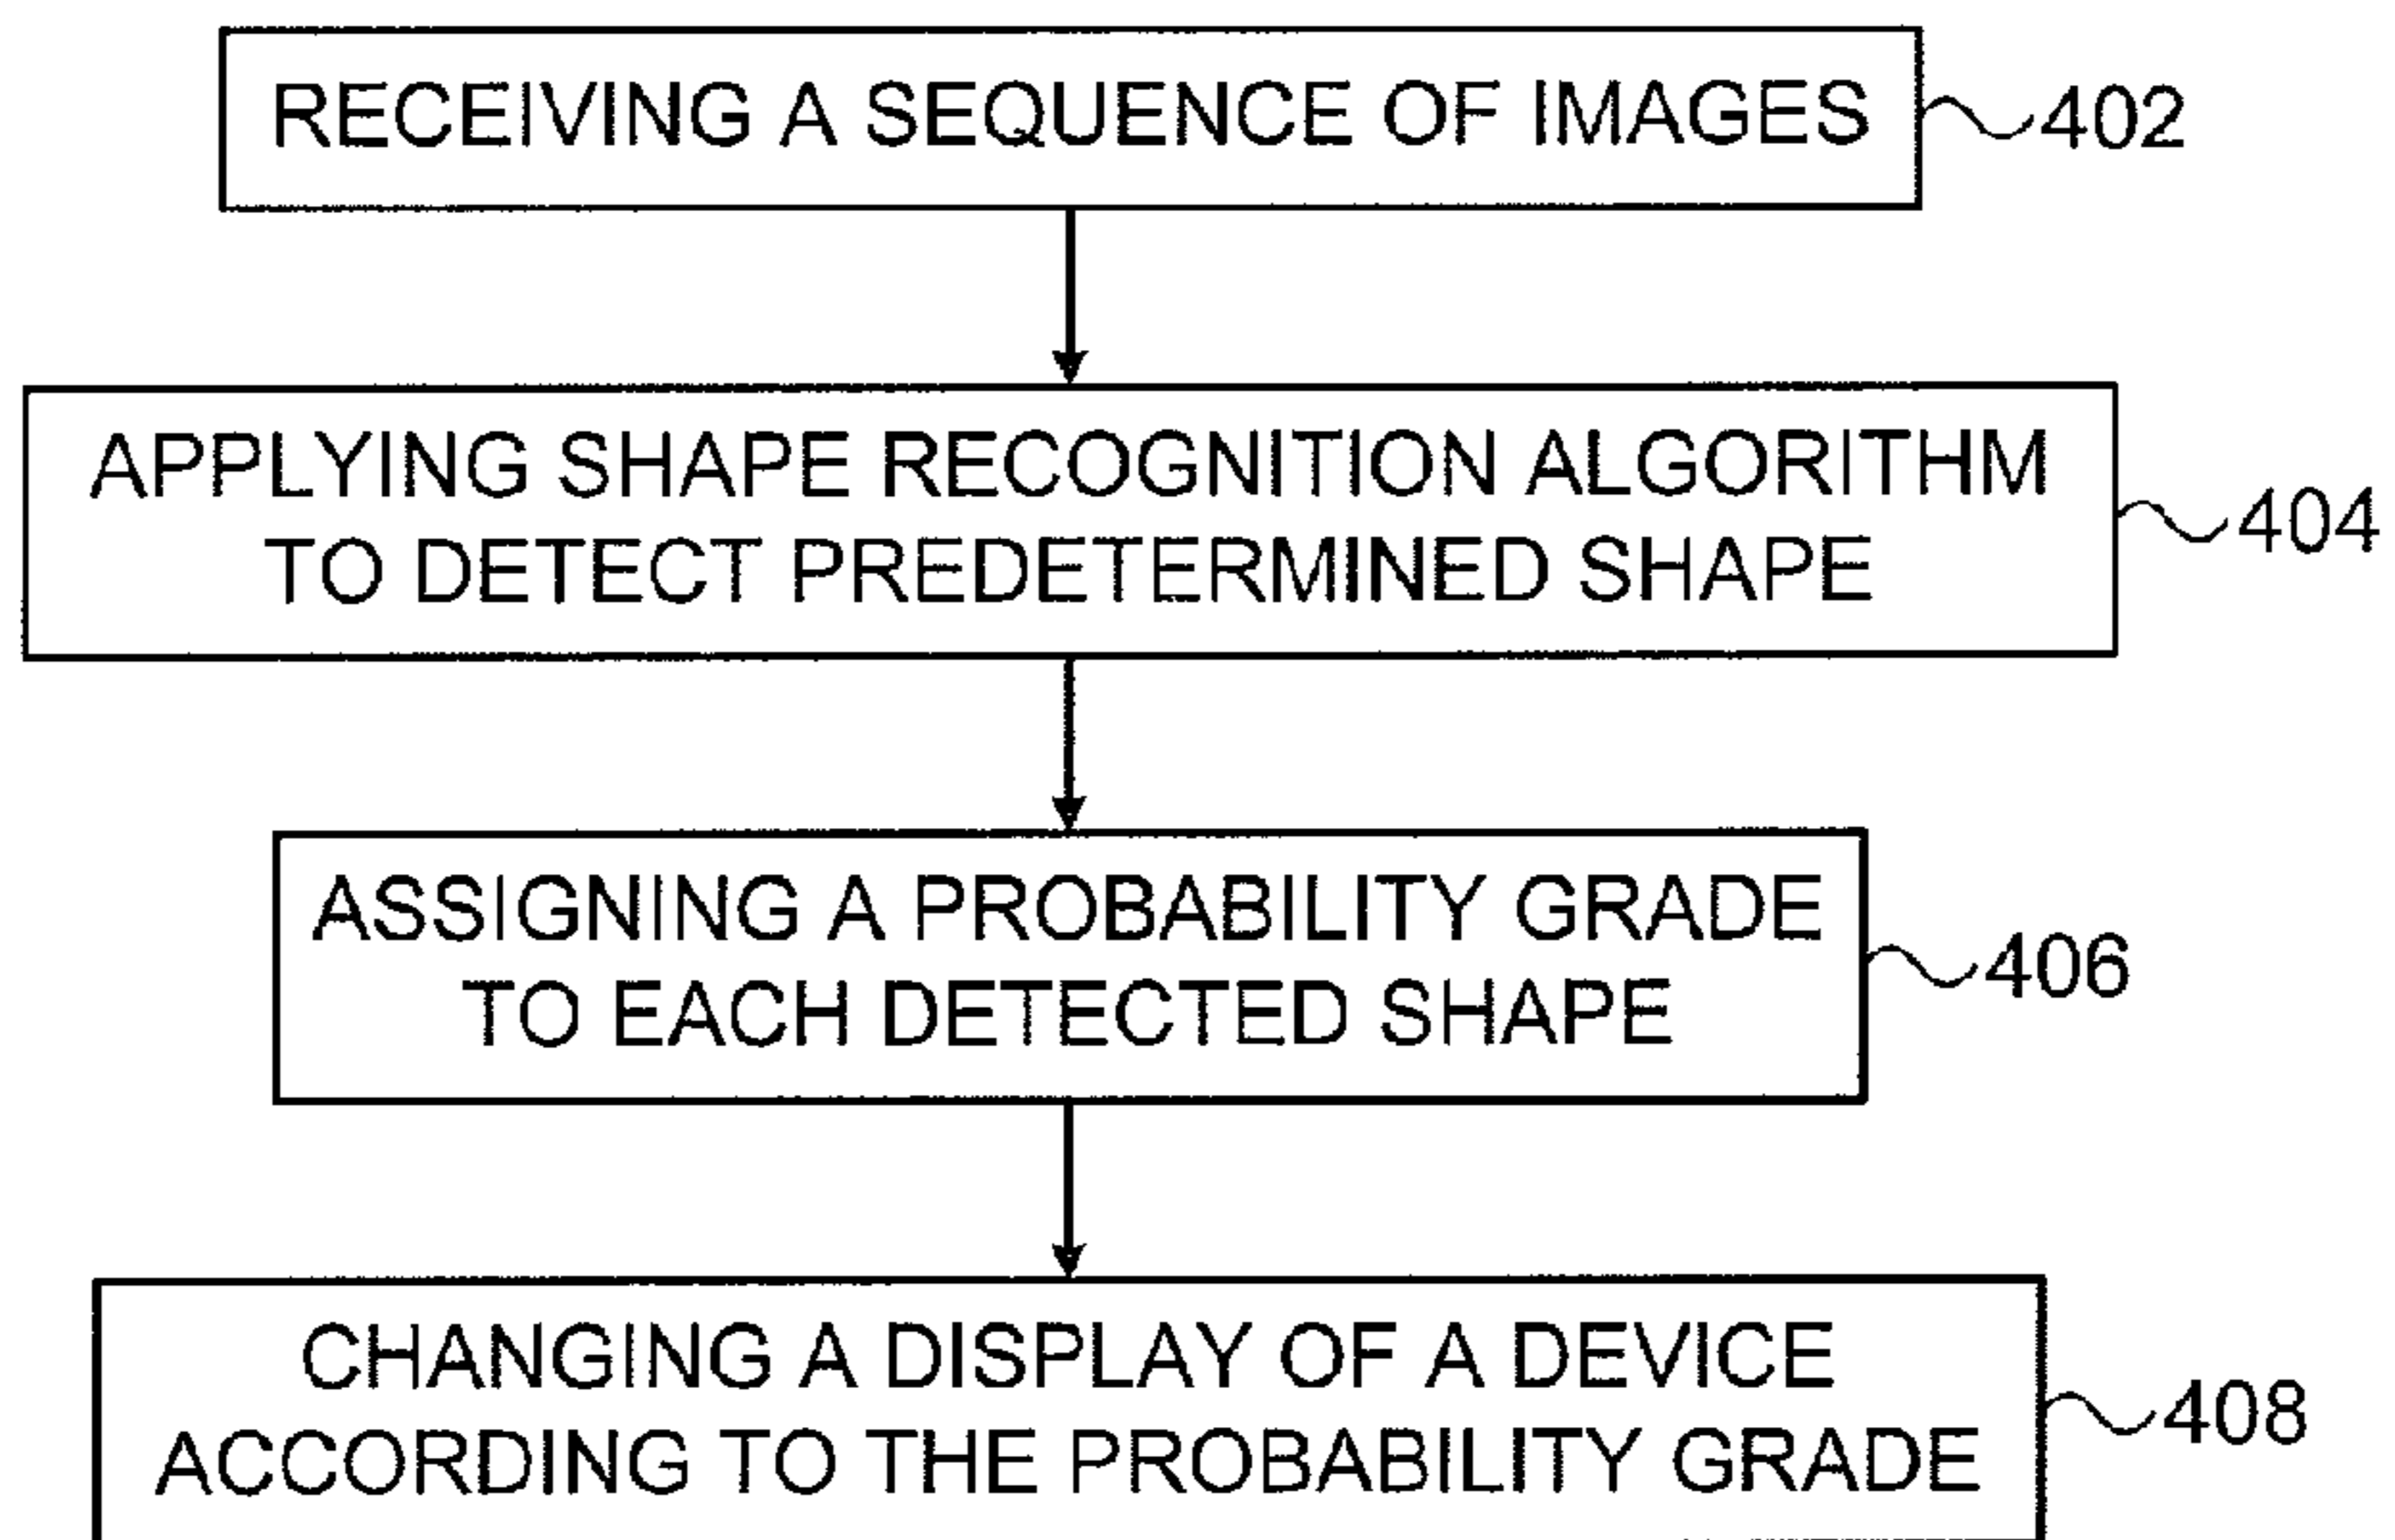 RECEIVING A SEQUENCE OF IMAGES
402
APPLYING SHAPE RECOGNITION ALGORITHM
TO DETECT PREDETERMINED SHAPE
404
ASSIGNING A PROBABILITY GRADE
TO EACH DETECTED SHAPE
406
CHANGING A DISPLAY OF A DEVICE
ACCORDING TO THE PROBABILITY GRADE
408